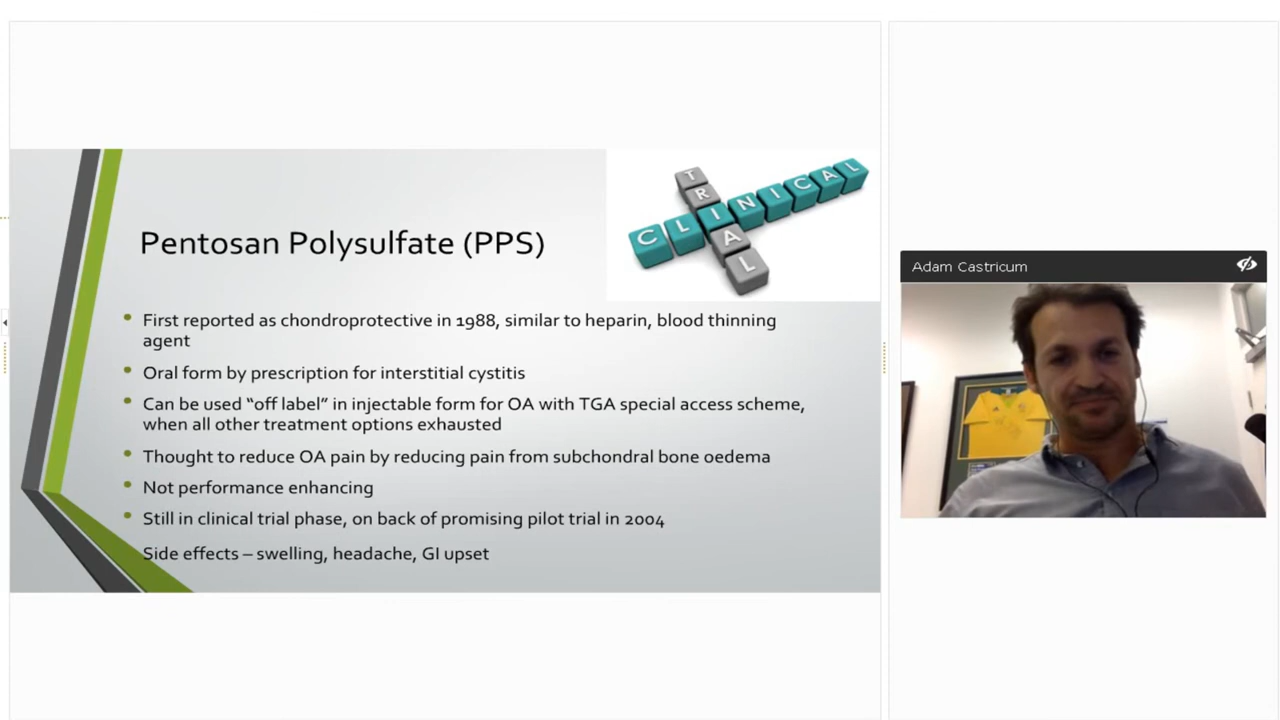 Pentosan Polysulfate (PPS)
CLINICAL
TRIAL
First reported as chondroprotective in 1988, similar to heparin, blood thinning
agent
Oral form by prescription for interstitial cystitis
Can be used “off label” in injectable form for OA with TGA special access scheme,
when all other treatment options exhausted
Thought to reduce OA pain by reducing pain from subchondral bone oedema
Not performance enhancing
Still in clinical trial phase, on back of promising pilot trial in 2004
Side effects – swelling, headache, GI upset
Adam Castricum